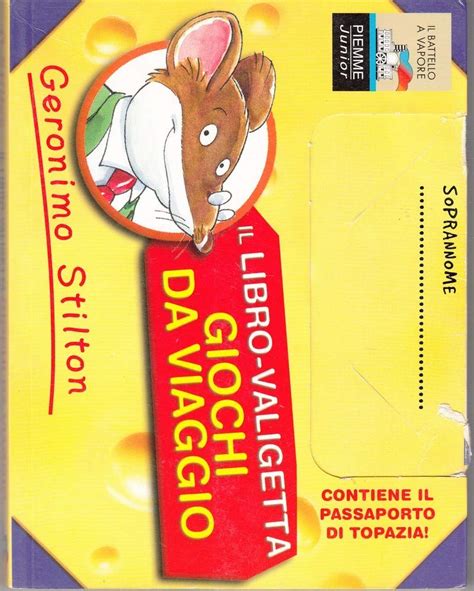 Geronimo Stilton
IL LIBRO-VALIGETTA
GIOCHI
DA VIAGGIO
IL BATTELLO
A VAPORE
PIEMME
Junior
SoPRANNoME
CONTIENE IL
PASSAPORTO
DI TOPAZIA!